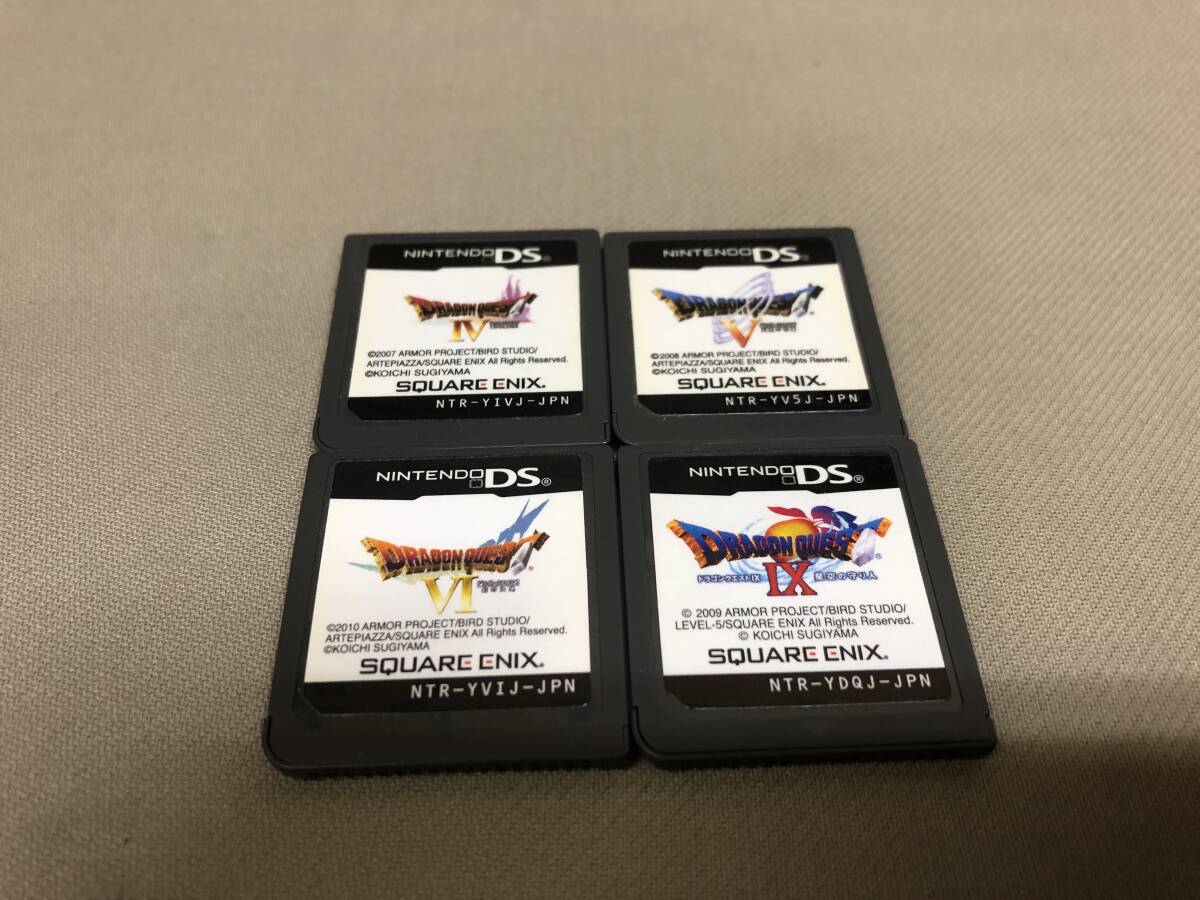 NINTENDO DS®
DRAGON QUEST
IV
©2007 ARMOR PROJECT/BIRD STUDIO/
ARTEPIAZZA/SQUARE ENIX All Rights Reserved.
©KOICHI SUGIYAMA
SQUARE ENIX.
NTR-YIVJ-JPN
NINTENDO DS®
DRAGON QUEST
V
©2008 ARMOR PROJECT/BIRD STUDIO/
ARTEPIAZZA/SQUARE ENIX All Rights Reserved.
©KOICHI SUGIYAMA
SQUARE ENIX.
NTR-YV5J-JPN
NINTENDO DS®
DRAGON QUEST®
VI
©2010 ARMOR PROJECT/BIRD STUDIO/
ARTEPIAZZA/SQUARE ENIX All Rights Reserved.
©KOICHI SUGIYAMA
SQUARE ENIX.
NTR-YVIJ-JPN
NINTENDO DS®
DRAGON QUEST®
ドラゴンクエストIX IX 星空の守り人
© 2009 ARMOR PROJECT/BIRD STUDIO/
LEVEL-5/SQUARE ENIX All Rights Reserved.
© KOICHI SUGIYAMA
SQUARE ENIX.
NTR-YDQJ-JPN